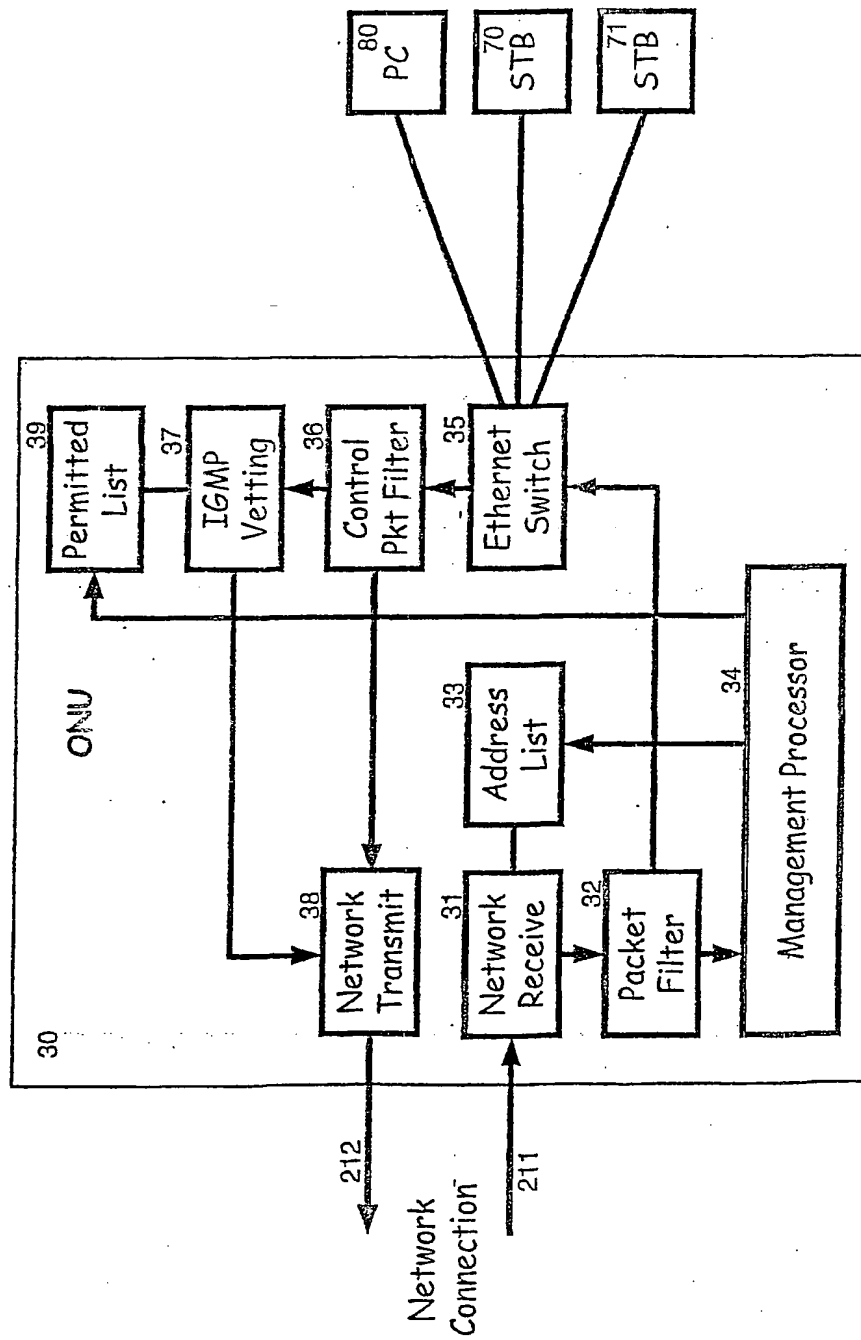 30
ONU
39
Permitted
List
37
IGMP
Vetting
36
Control
Pkt Filter
35
Ethernet
Switch
80
PC
70
STB
71
STB
38
Network
Transmit
33
Address
List
31
Network
Receive
32
Packet
Filter
34
Management Processor
212
Network
Connection
211